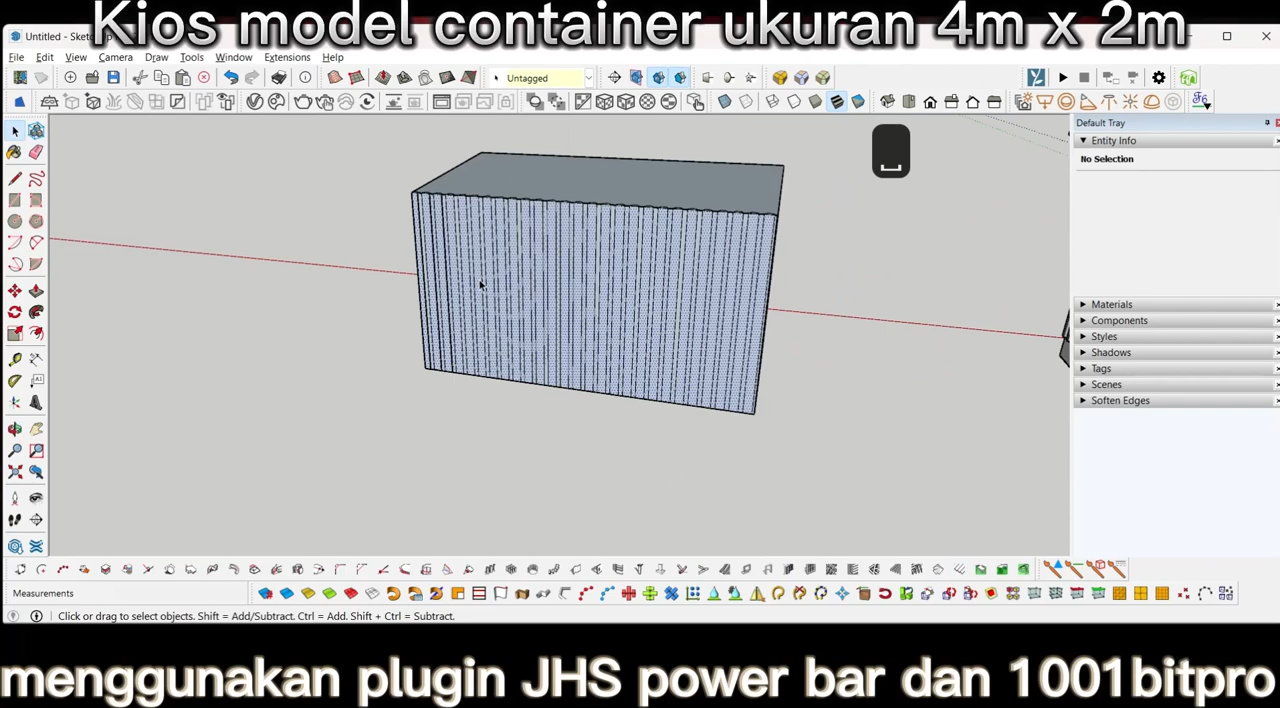 Kios model container ukuran 4m x 2m
Untitled - Sket
File Edit View Camera Draw Tools Window Extensions Help
Untagged
Default Tray
Entity Info
No Selection
Materials
Components
Styles
Shadows
Tags
Scenes
Soften Edges
Measurements
Click or drag to select objects. Shift = Add/Subtract. Ctrl = Add. Shift + Ctrl = Subtract.
menggunakan plugin JHS power bar dan 1001bitpro